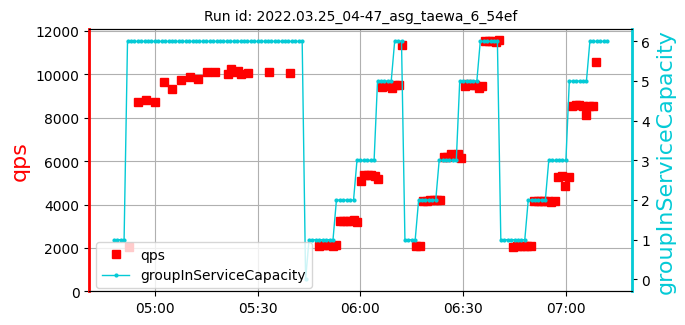 Run id: 2022.03.25_04-47_asg_taewa_6_54ef
12000
10000
8000
6000
4000
2000
0
qps
6
5
4
3
2
1
0
groupInServiceCapacity
qps
groupInServiceCapacity
05:00 05:30 06:00 06:30 07:00